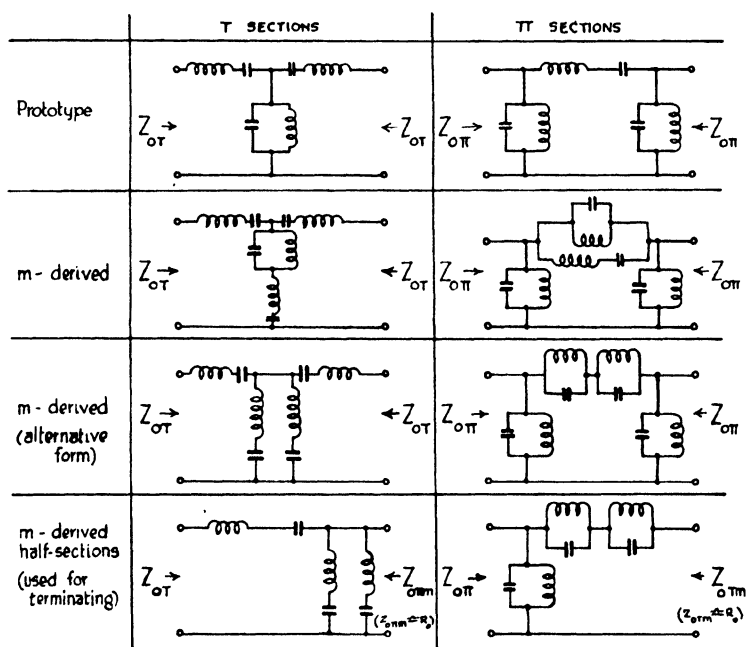 T SECTIONS
π SECTIONS
Prototype
Z₀T →
← Z₀T
Z₀π →
← Z₀π
m - derived
Z₀T →
← Z₀T
Z₀π →
← Z₀π
m - derived
(alternative
form)
Z₀T →
← Z₀T
Z₀π →
← Z₀π
m - derived
half-sections
(used for
terminating)
Z₀T →
← Z₀πm
(Z₀πm ≏ R₀)
Z₀π →
← Z₀Tm
(Z₀Tm ≏ R₀)